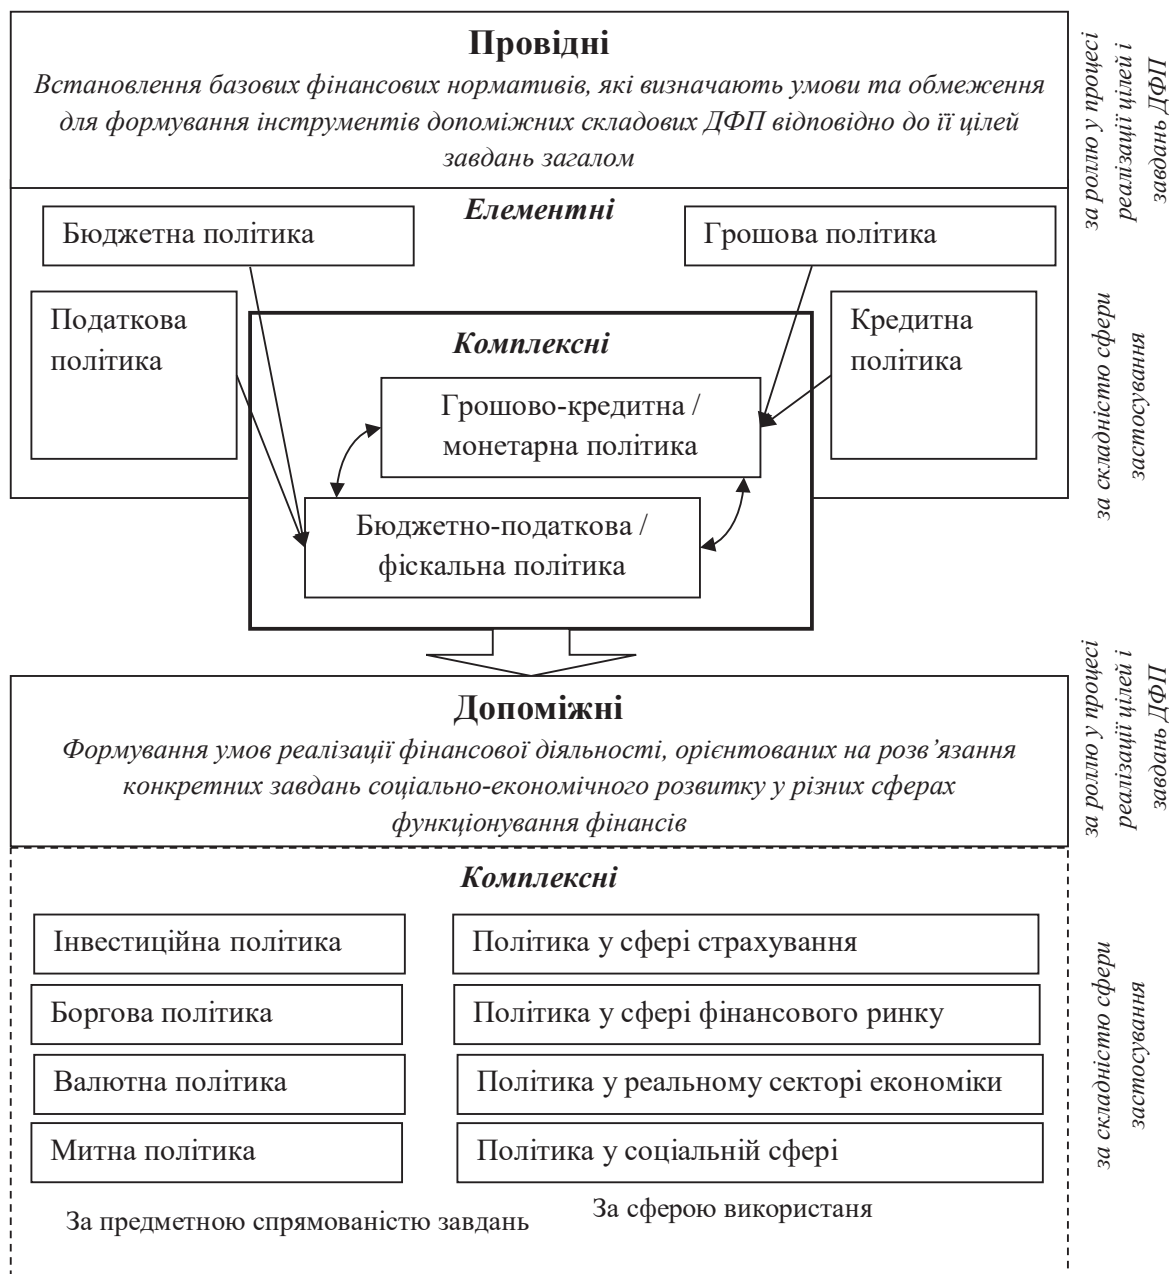 Провідні
Встановлення базових фінансових нормативів, які визначають умови та обмеження
для формування інструментів допоміжних складових ДФП відповідно до її цілей
завдань загалом
за роллю у процесі
реалізації цілей і
завдань ДФП
Елементні
Бюджетна політика
Грошова політика
Податкова
політика
Кредитна
політика
Комплексні
Грошово-кредитна /
монетарна політика
Бюджетно-податкова /
фіскальна політика
за складністю сфери
застосування
Допоміжні
Формування умов реалізації фінансової діяльності, орієнтованих на розв’язання
конкретних завдань соціально-економічного розвитку у різних сферах
функціонування фінансів
за роллю у процесі
реалізації цілей і
завдань ДФП
Комплексні
Інвестиційна політика
Політика у сфері страхування
Боргова політика
Політика у сфері фінансового ринку
Валютна політика
Політика у реальному секторі економіки
Митна політика
Політика у соціальній сфері
За предметною спрямованістю завдань
За сферою використаня
за складністю сфери
застосування